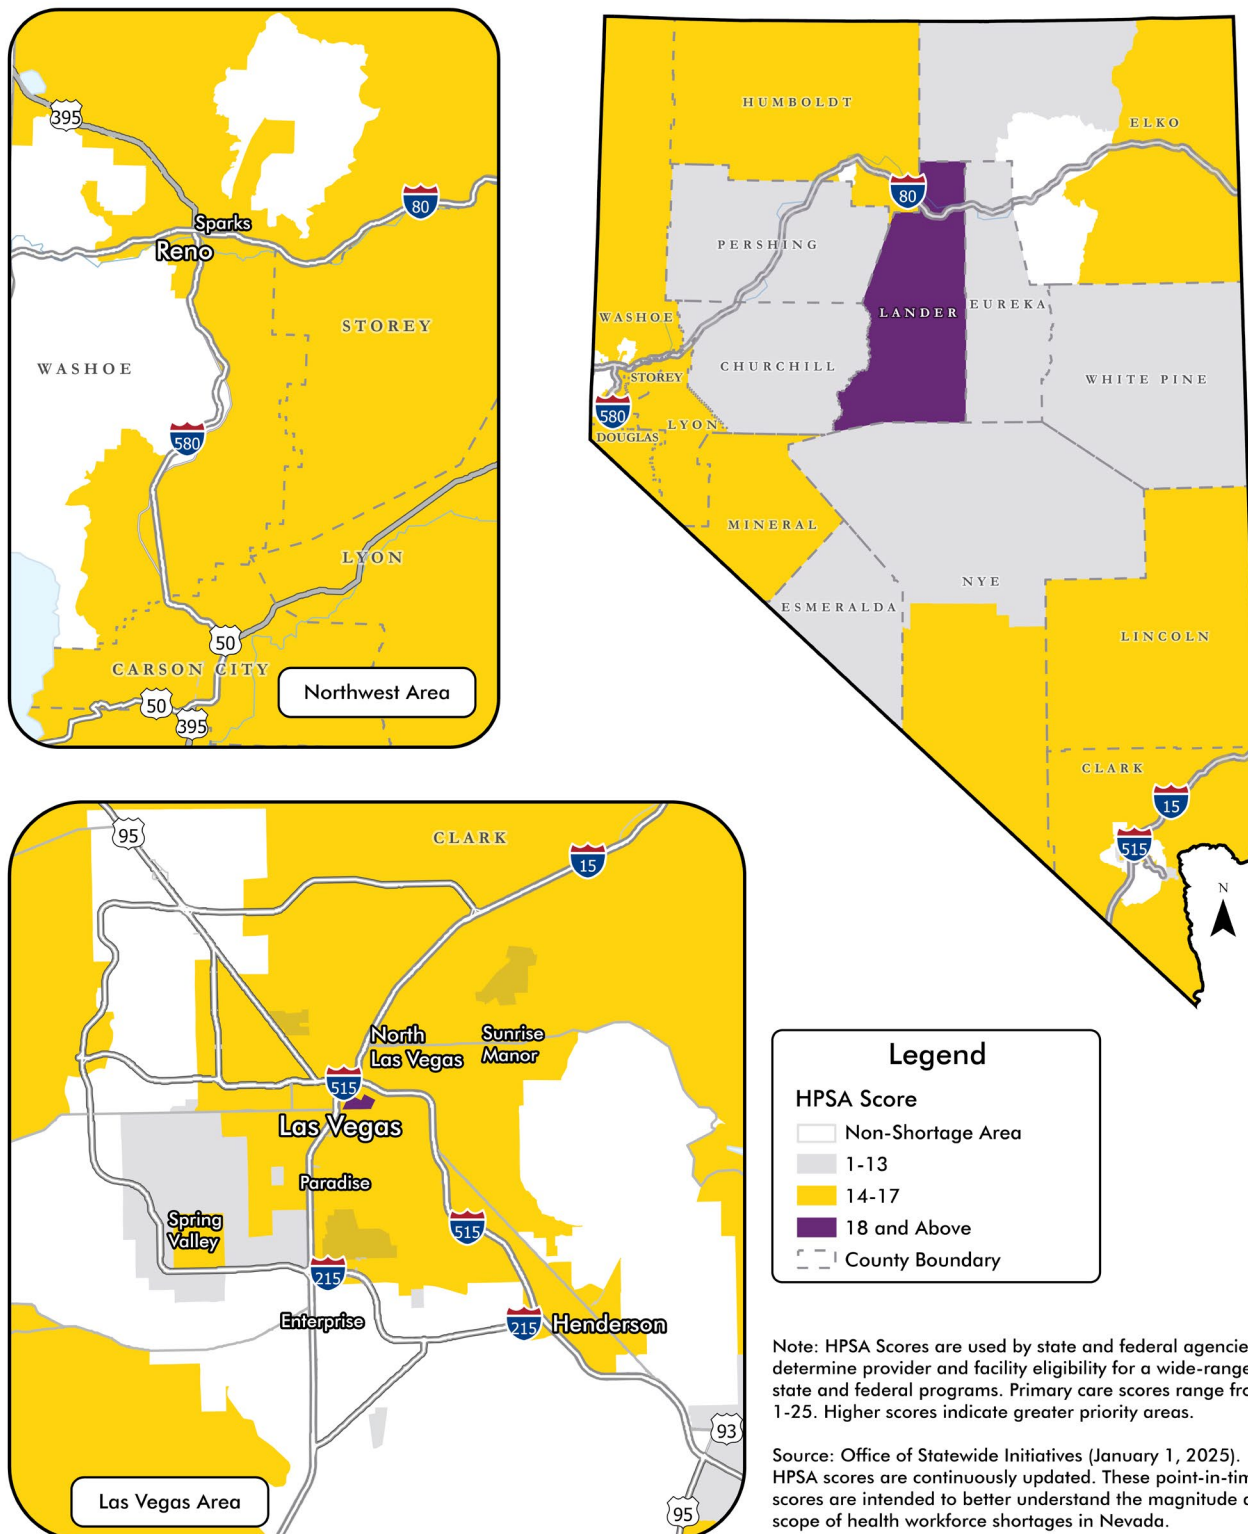 395
80
Sparks
Reno
STOREY
WASHOE
580
LYON
50
CARSON CITY
50
395
Northwest Area
HUMBOLDT
ELKO
80
PERSHING
LANDER
EUREKA
WASHOE
CHURCHILL
WHITE PINE
STOREY
580
LYON
DOUGLAS
MINERAL
NYE
ESMERALDA
LINCOLN
CLARK
15
515
N
95
CLARK
15
North
Las Vegas
Sunrise
Manor
515
Las Vegas
Paradise
Spring
Valley
515
215
Enterprise
215
Henderson
93
95
Las Vegas Area
Legend
HPSA Score
Non-Shortage Area
1-13
14-17
18 and Above
County Boundary
Note: HPSA Scores are used by state and federal agencie
determine provider and facility eligibility for a wide-range
state and federal programs. Primary care scores range fro
1-25. Higher scores indicate greater priority areas.
Source: Office of Statewide Initiatives (January 1, 2025).
HPSA scores are continuously updated. These point-in-tim
scores are intended to better understand the magnitude a
scope of health workforce shortages in Nevada.